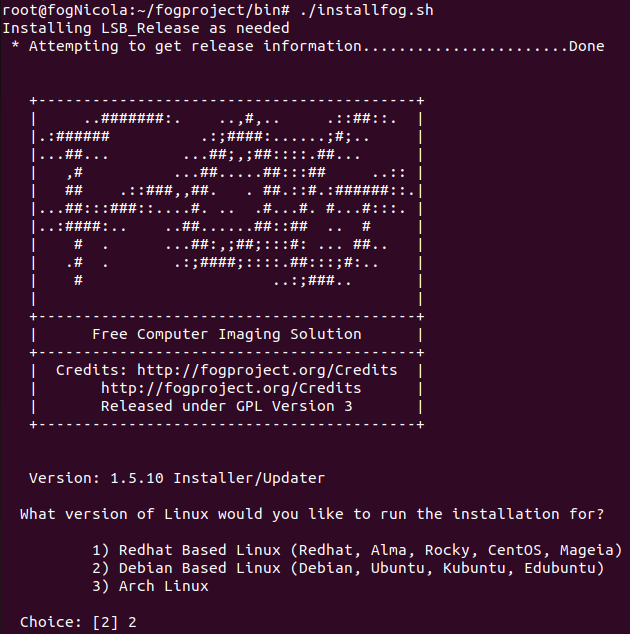 root@fogNicola:~/fogproject/bin# ./installfog.sh
Installing LSB_Release as needed
 * Attempting to get release information.......................Done


   +------------------------------------------+
   |     ..#######:.    ..,#,..     .::##::.  |
   |.:######          .:;####:......;#;..     |
   |...##...        ...##;,;##::::.##...      |
   |   ,#          ...##.....##:::##     ..:: |
   |   ##    .::###,,##.   . ##.::#.:######::.|
   |...##:::###::....#. ..  .#...#. #...#:::. |
   |..:####:..    ..##......##::##  ..  #     |
   |    #  .      ...##:,;##;:::#: ... ##..   |
   |   .#  .       .:;####;::::.##:::;#:..    |
   |    #                     ..:;###..       |
   |                                          |
   +------------------------------------------+
   |      Free Computer Imaging Solution      |
   +------------------------------------------+
   |  Credits: http://fogproject.org/Credits  |
   |       http://fogproject.org/Credits      |
   |       Released under GPL Version 3       |
   +------------------------------------------+


   Version: 1.5.10 Installer/Updater

  What version of Linux would you like to run the installation for?

          1) Redhat Based Linux (Redhat, Alma, Rocky, CentOS, Mageia)
          2) Debian Based Linux (Debian, Ubuntu, Kubuntu, Edubuntu)
          3) Arch Linux

  Choice: [2] 2